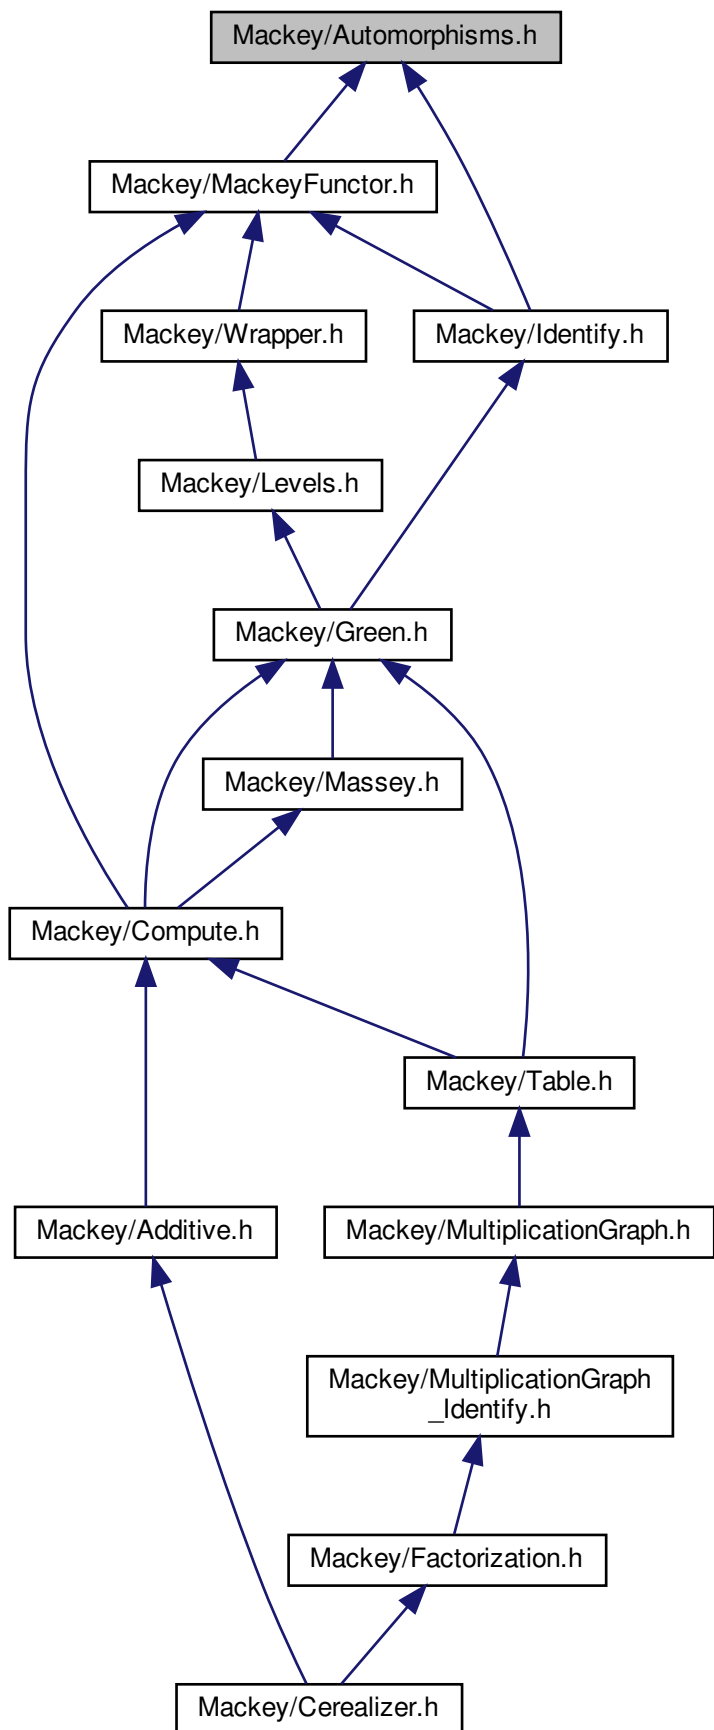 Mackey/Automorphisms.h
Mackey/MackeyFunctor.h
Mackey/Wrapper.h
Mackey/Identify.h
Mackey/Levels.h
Mackey/Green.h
Mackey/Massey.h
Mackey/Compute.h
Mackey/Table.h
Mackey/Additive.h
Mackey/MultiplicationGraph.h
Mackey/MultiplicationGraph
_Identify.h
Mackey/Factorization.h
Mackey/Cerealizer.h